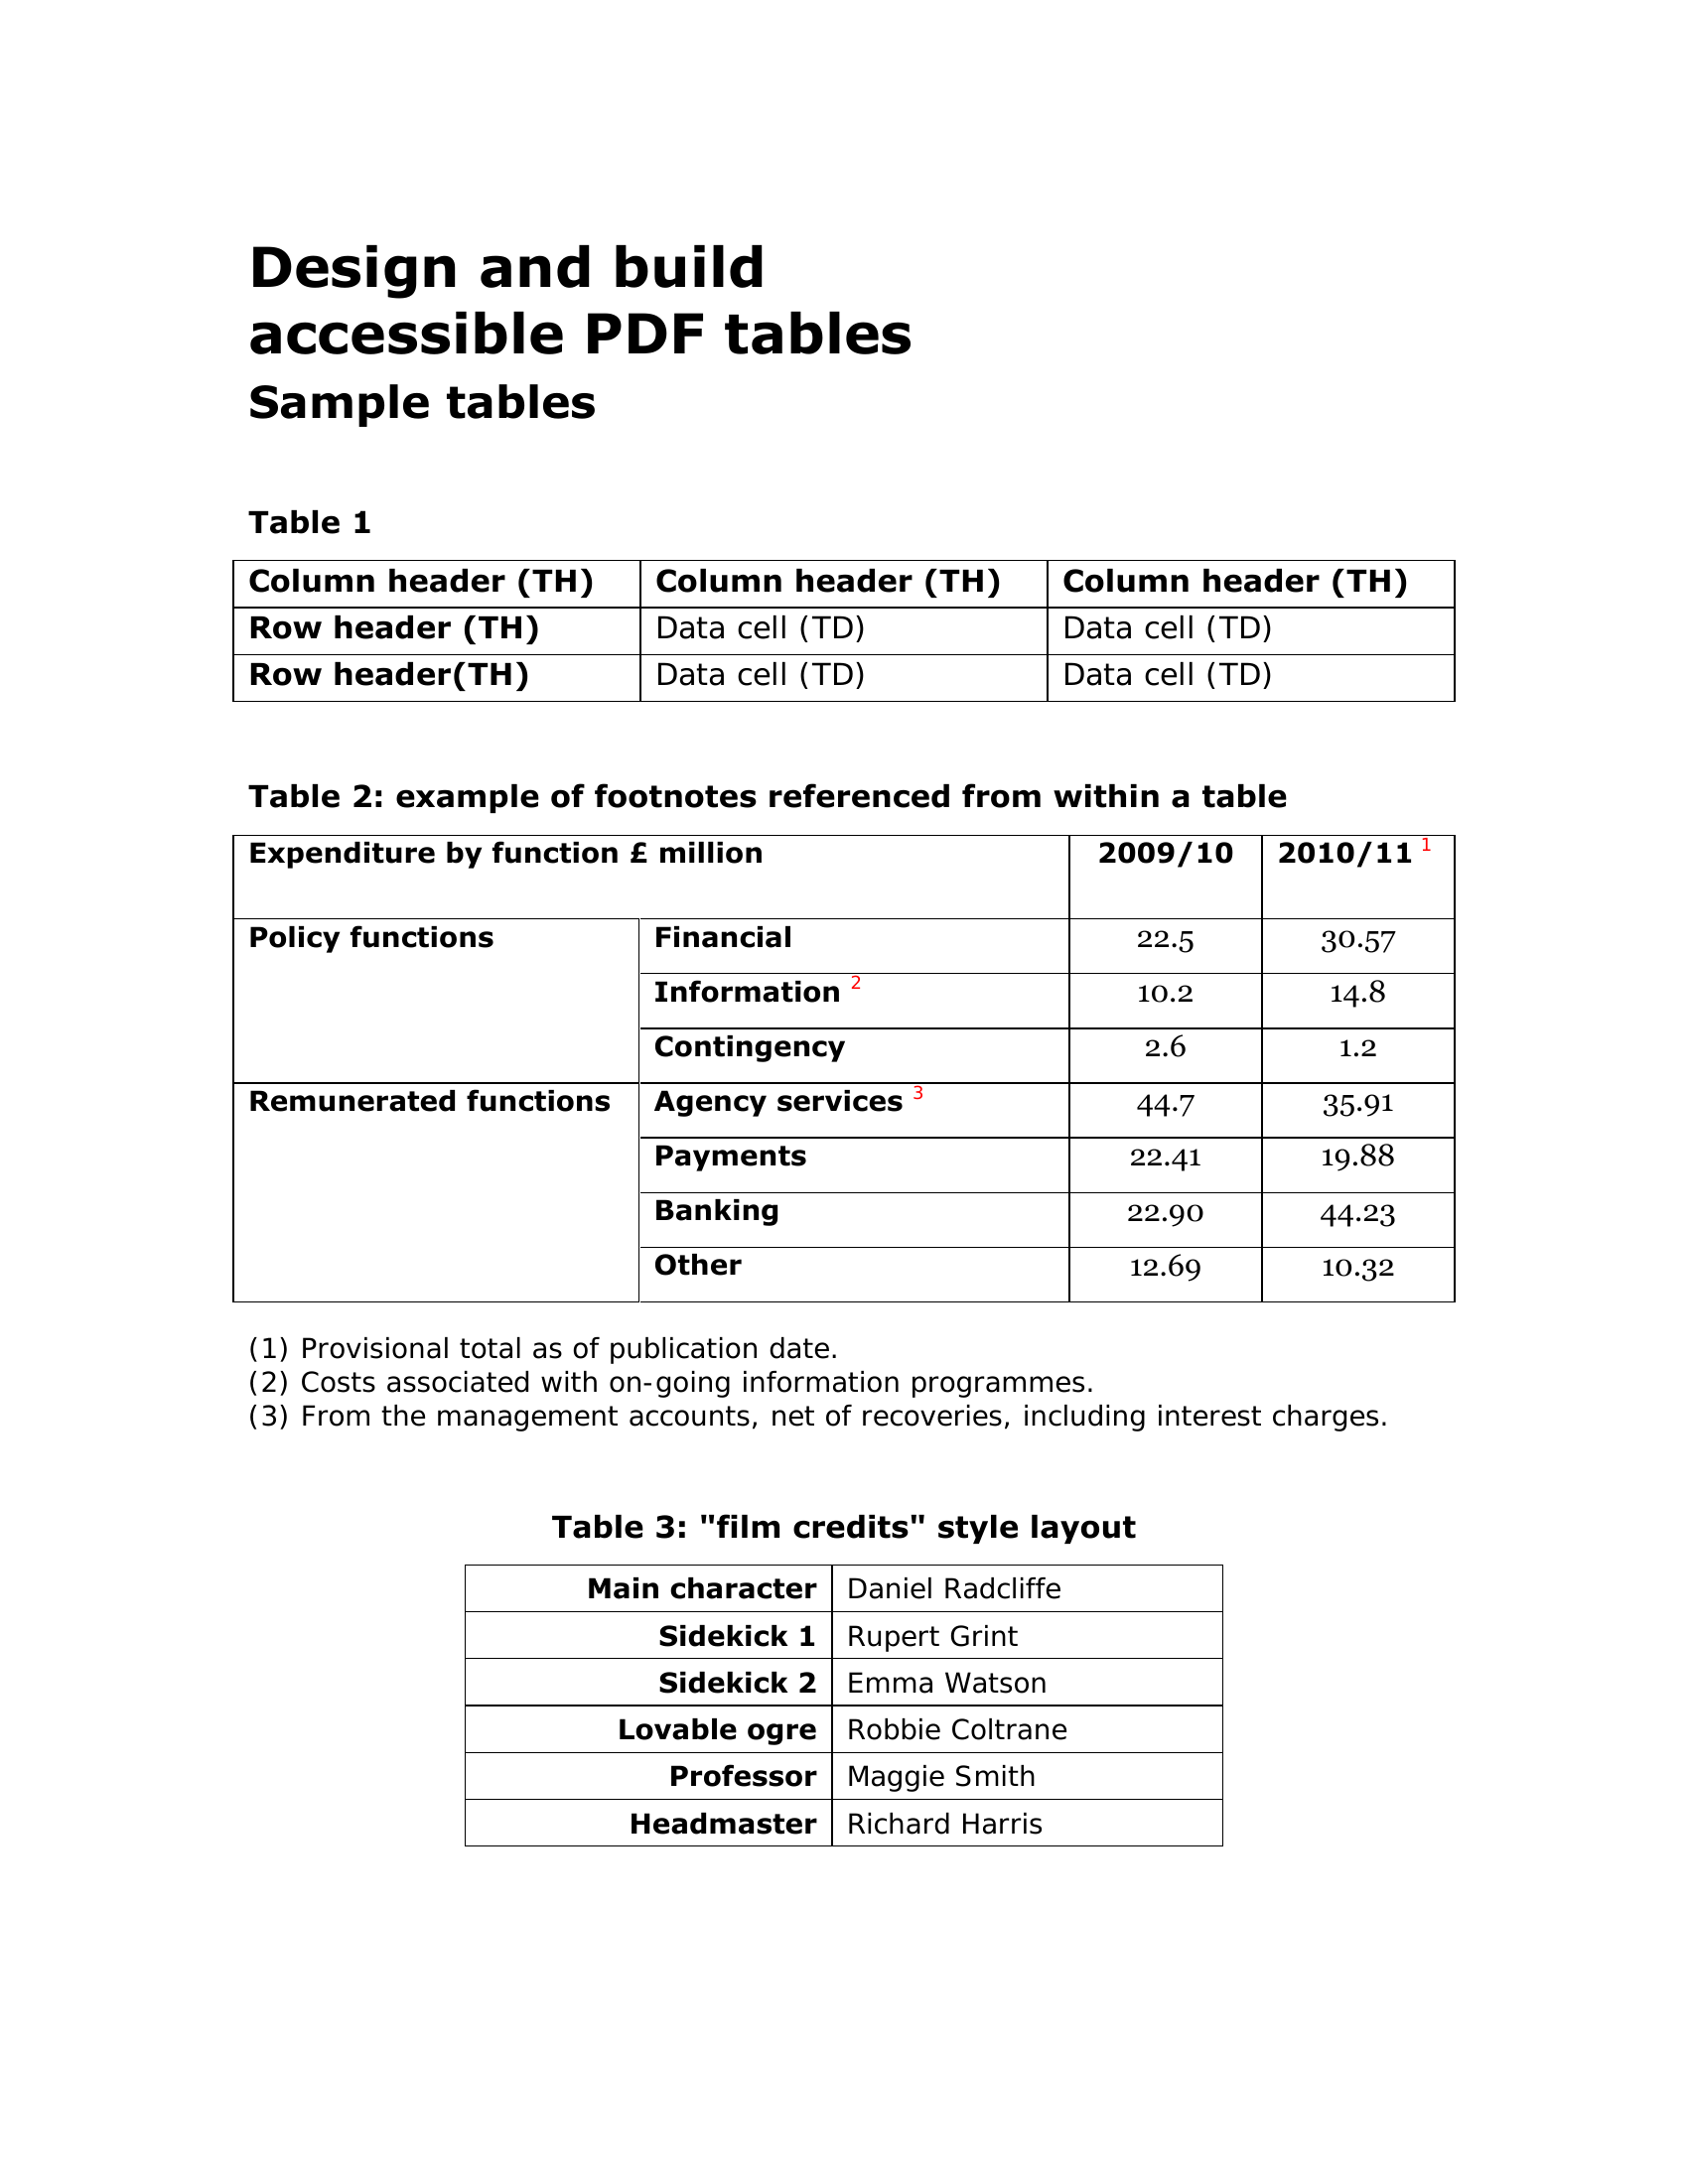 Design and build
accessible PDF tables
Sample tables
Table 1
Column header (TH) Column header (TH) Column header (TH)
Row header (TH) Data cell (TD) Data cell (TD)
Row header(TH) Data cell (TD) Data cell (TD)
Table 2: example of footnotes referenced from within a table
Expenditure by function £ million 2009/10 2010/11 1
Policy functions Financial 22.5 30.57
Information 2 10.2 14.8
Contingency 2.6 1.2
Remunerated functions Agency services 3 44.7 35.91
Payments 22.41 19.88
Banking 22.90 44.23
Other 12.69 10.32
(1) Provisional total as of publication date.
(2) Costs associated with on-going information programmes.
(3) From the management accounts, net of recoveries, including interest charges.
Table 3: "film credits" style layout
Main character Daniel Radcliffe
Sidekick 1 Rupert Grint
Sidekick 2 Emma Watson
Lovable ogre Robbie Coltrane
Professor Maggie Smith
Headmaster Richard Harris